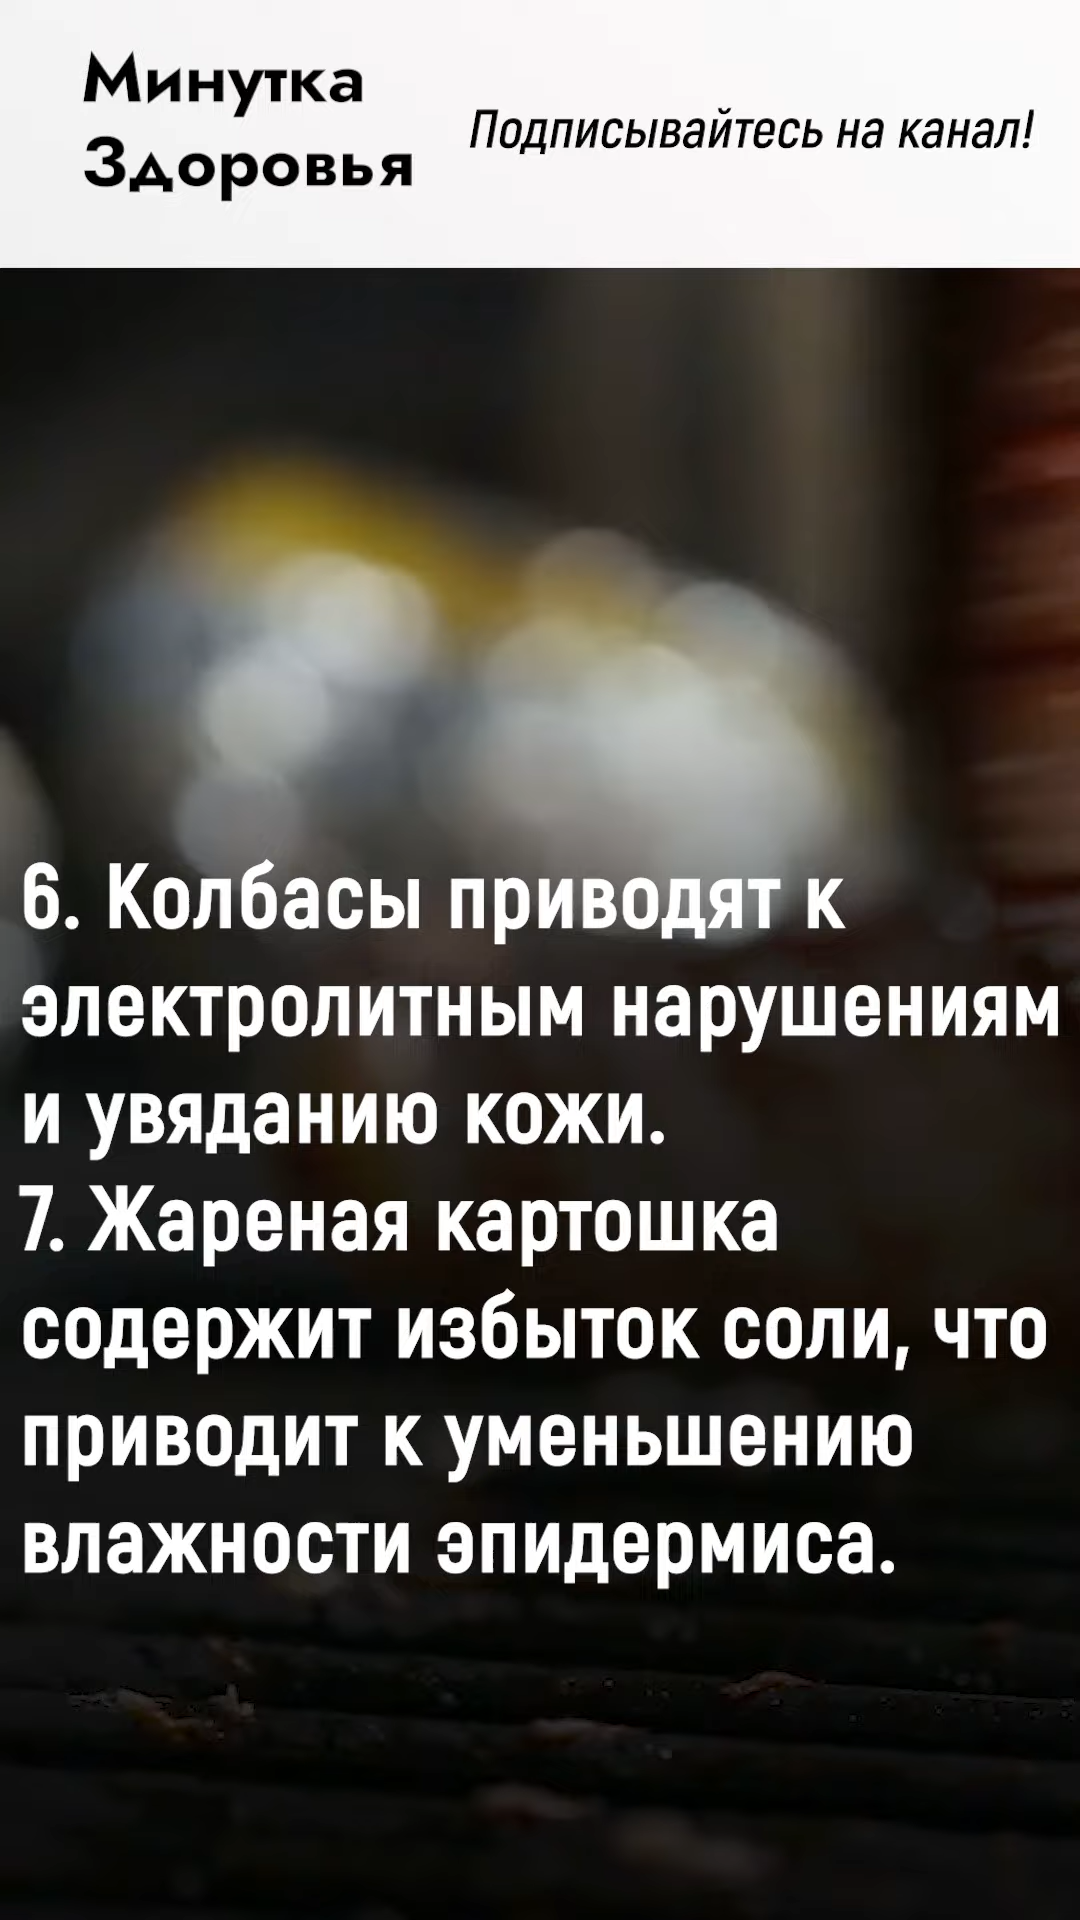 Минутка
Здоровья
Подписывайтесь на канал!
6. Колбасы приводят к
электролитным нарушениям
и увяданию кожи.
7. Жареная картошка
содержит избыток соли, что
приводит к уменьшению
влажности эпидермиса.